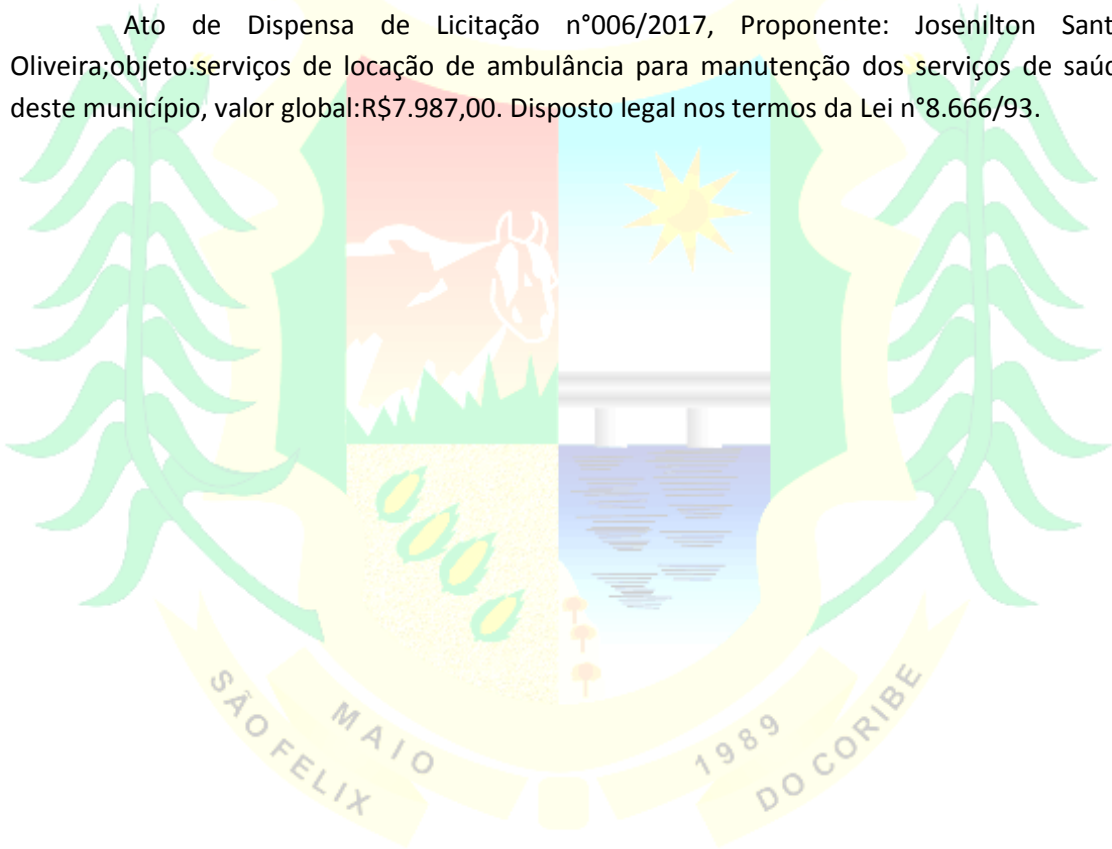 Ato de Dispensa de Licitação n°006/2017, Proponente: Josenilton Sant
Oliveira;objeto:serviços de locação de ambulância para manutenção dos serviços de saúd
deste município, valor global:R$7.987,00. Disposto legal nos termos da Lei n°8.666/93.
SÃO FELIX
MAIO
1989
DO CORIBE